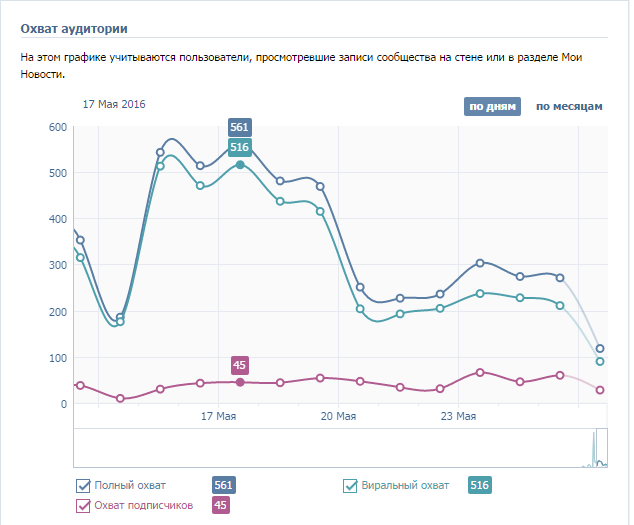 Охват аудитории
На этом графике учитываются пользователи, просмотревшие записи сообщества на стене или в разделе Мои
Новости.
17 Мая 2016
по дням по месяцам
600
561
516
500
400
300
200
100
45
0
17 Мая 20 Мая 23 Мая
Полный охват 561 Виральный охват 516
Охват подписчиков 45